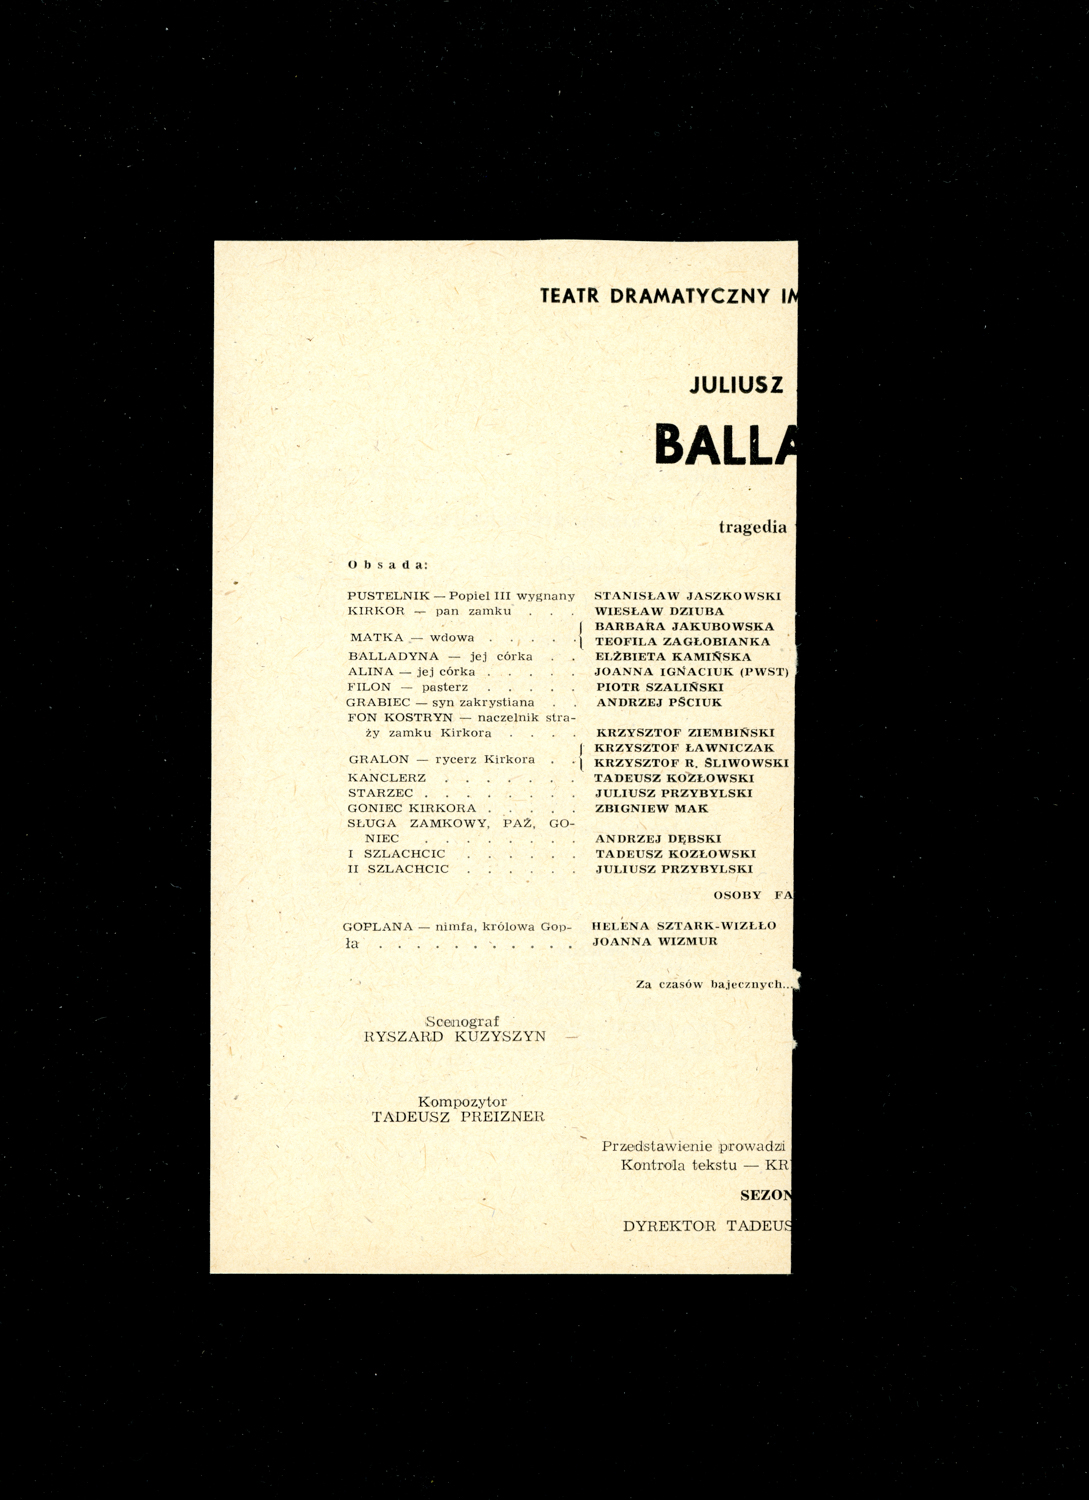 TEATR DRAMATYCZNY IM
JULIUSZ
BALLA
tragedia
Obsada:
PUSTELNIK — Popiel III wygnany STANISŁAW JASZKOWSKI
KIRKOR — pan zamku . . . WIESŁAW DZIUBA
BARBARA JAKUBOWSKA
MATKA — wdowa . . . . .
TEOFILA ZAGŁOBIANKA
BALLADYNA — jej córka . . ELŻBIETA KAMIŃSKA
ALINA — jej córka . . . . . JOANNA IGNACIUK (PWST)
FILON — pasterz . . . . . PIOTR SZALIŃSKI
GRABIEC — syn zakrystiana . . ANDRZEJ PŚCIUK
FON KOSTRYN — naczelnik stra-
ży zamku Kirkora . . . . KRZYSZTOF ZIEMBIŃSKI
KRZYSZTOF ŁAWNICZAK
GRALON — rycerz Kirkora . .
KRZYSZTOF R. ŚLIWOWSKI
KANCLERZ . . . . . . . TADEUSZ KOZŁOWSKI
STARZEC . . . . . . . . JULIUSZ PRZYBYLSKI
GONIEC KIRKORA . . . . . ZBIGNIEW MAK
SŁUGA ZAMKOWY, PAŹ, GO-
NIEC . . . . . . . . ANDRZEJ DĘBSKI
I SZLACHCIC . . . . . . TADEUSZ KOZŁOWSKI
II SZLACHCIC . . . . . . JULIUSZ PRZYBYLSKI
OSOBY FA
GOPLANA — nimfa, królowa Gop- HELENA SZTARK-WIZŁŁO
ła . . . . . . . . . . JOANNA WIZMUR
Za czasów bajecznych...
Scenograf
RYSZARD KUZYSZYN —
Kompozytor
TADEUSZ PREIZNER
Przedstawienie prowadzi
Kontrola tekstu — KR
SEZON
DYREKTOR TADEUS